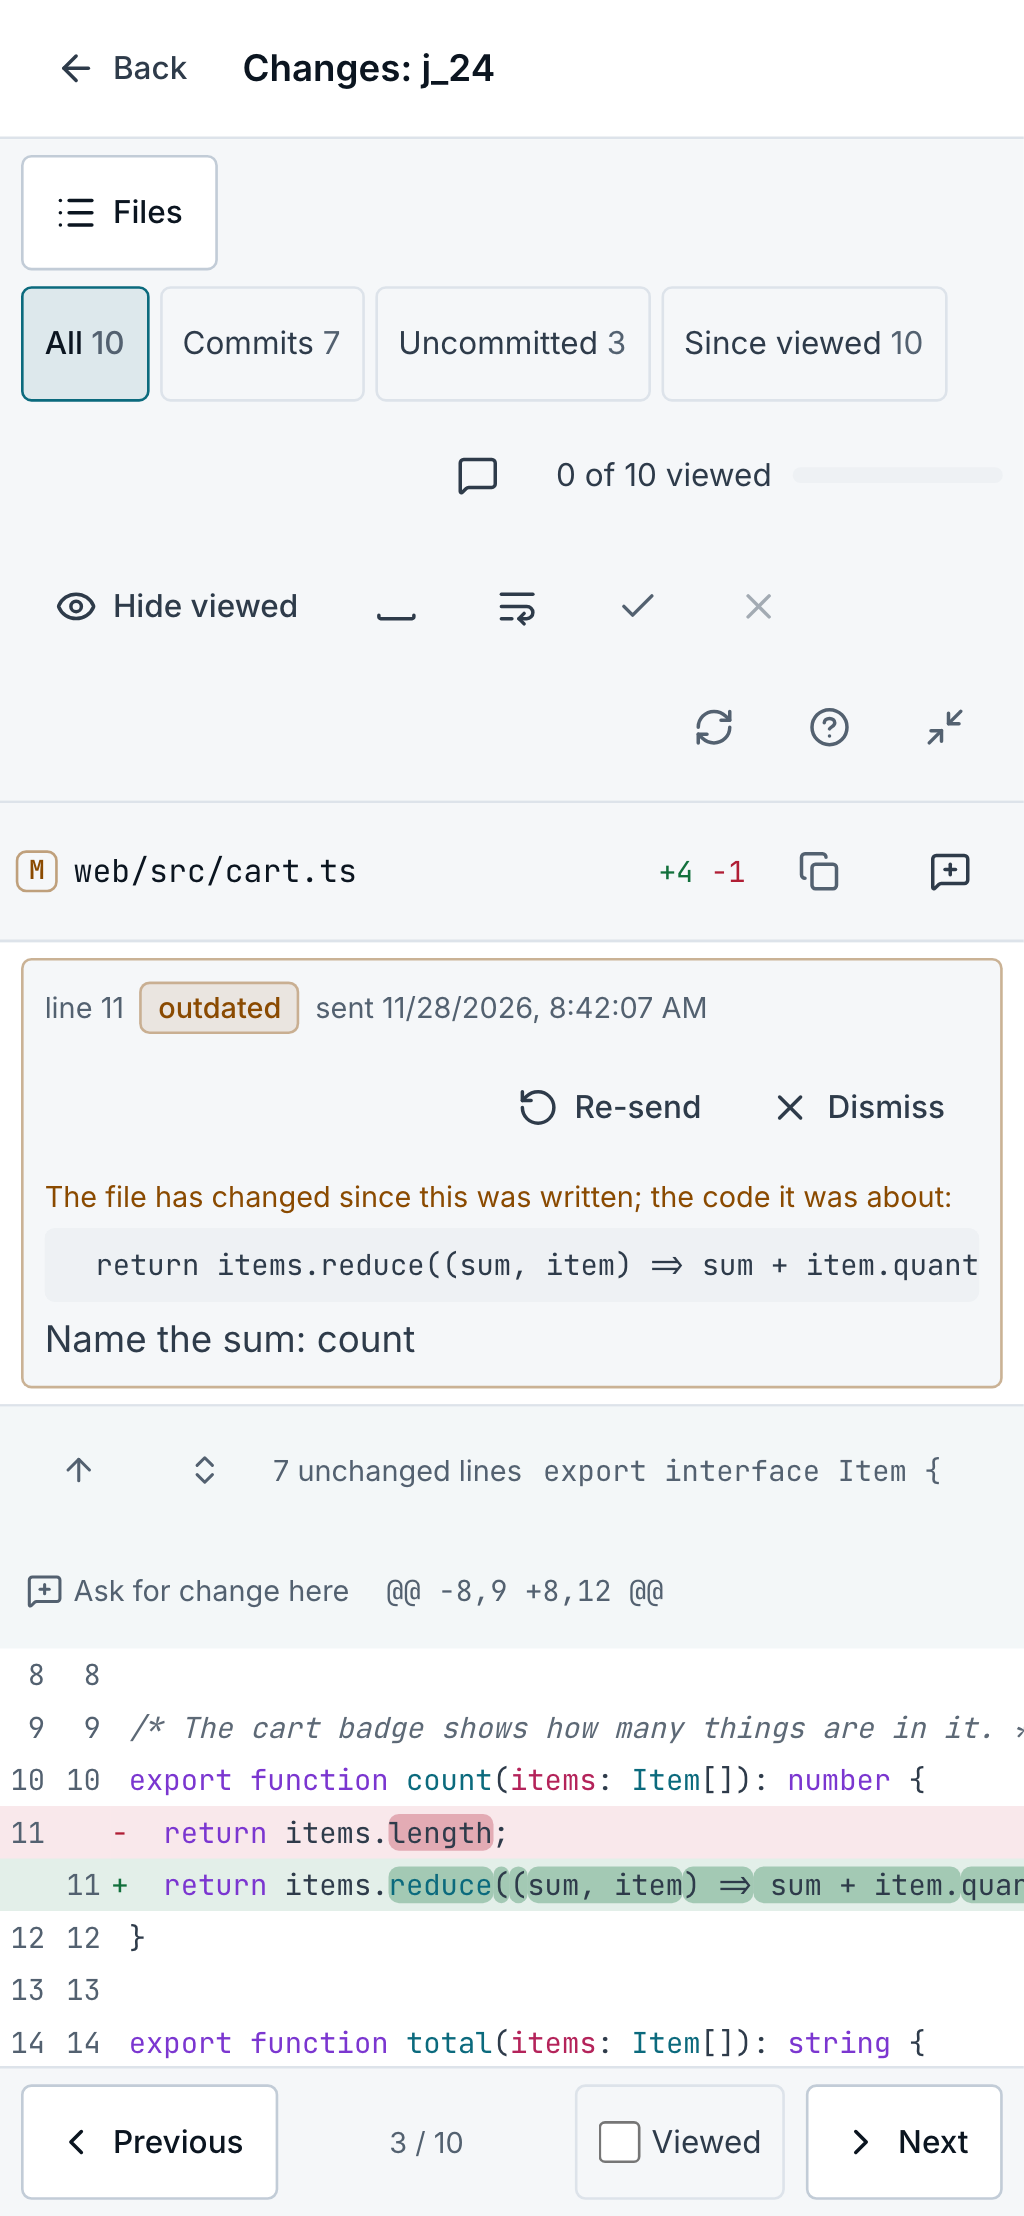 Back Changes: j_24
Files
All 10 Commits 7 Uncommitted 3 Since viewed 10
0 of 10 viewed
Hide viewed
M web/src/cart.ts +4 -1
line 11 outdated sent 11/28/2026, 8:42:07 AM
Re-send Dismiss
The file has changed since this was written; the code it was about:
return items.reduce((sum, item) => sum + item.quant
Name the sum: count
7 unchanged lines export interface Item {
Ask for change here @@ -8,9 +8,12 @@
8 8
9 9 /* The cart badge shows how many things are in it. *
10 10 export function count(items: Item[]): number {
11 - return items.length;
11 + return items.reduce((sum, item) => sum + item.quan
12 12 }
13 13
14 14 export function total(items: Item[]): string {
Previous 3 / 10 Viewed Next